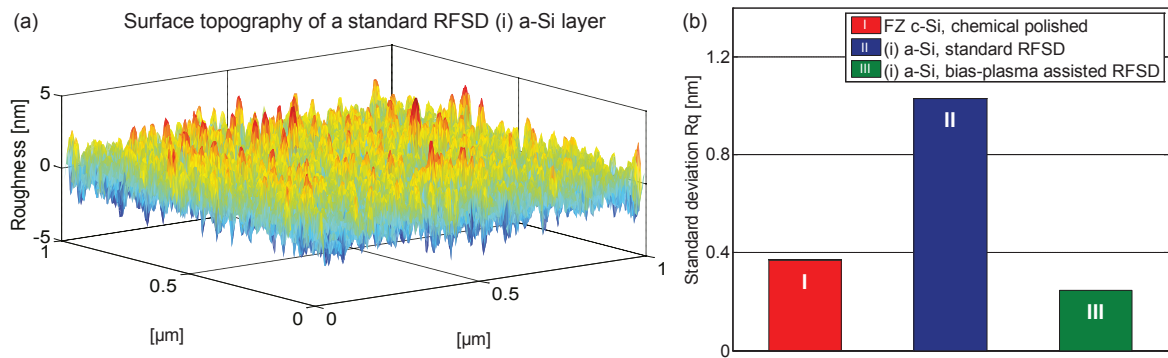 (a)
Surface topography of a standard RFSD (i) a-Si layer
Roughness [nm]
5
0
−5
1
0.5
0
[µm]
0
0.5
1
[µm]
(b)
Standard deviation Rq [nm]
1.2
0.8
0.4
0
I FZ c-Si, chemical polished
II (i) a-Si, standard RFSD
III (i) a-Si, bias-plasma assisted RFSD
I
II
III